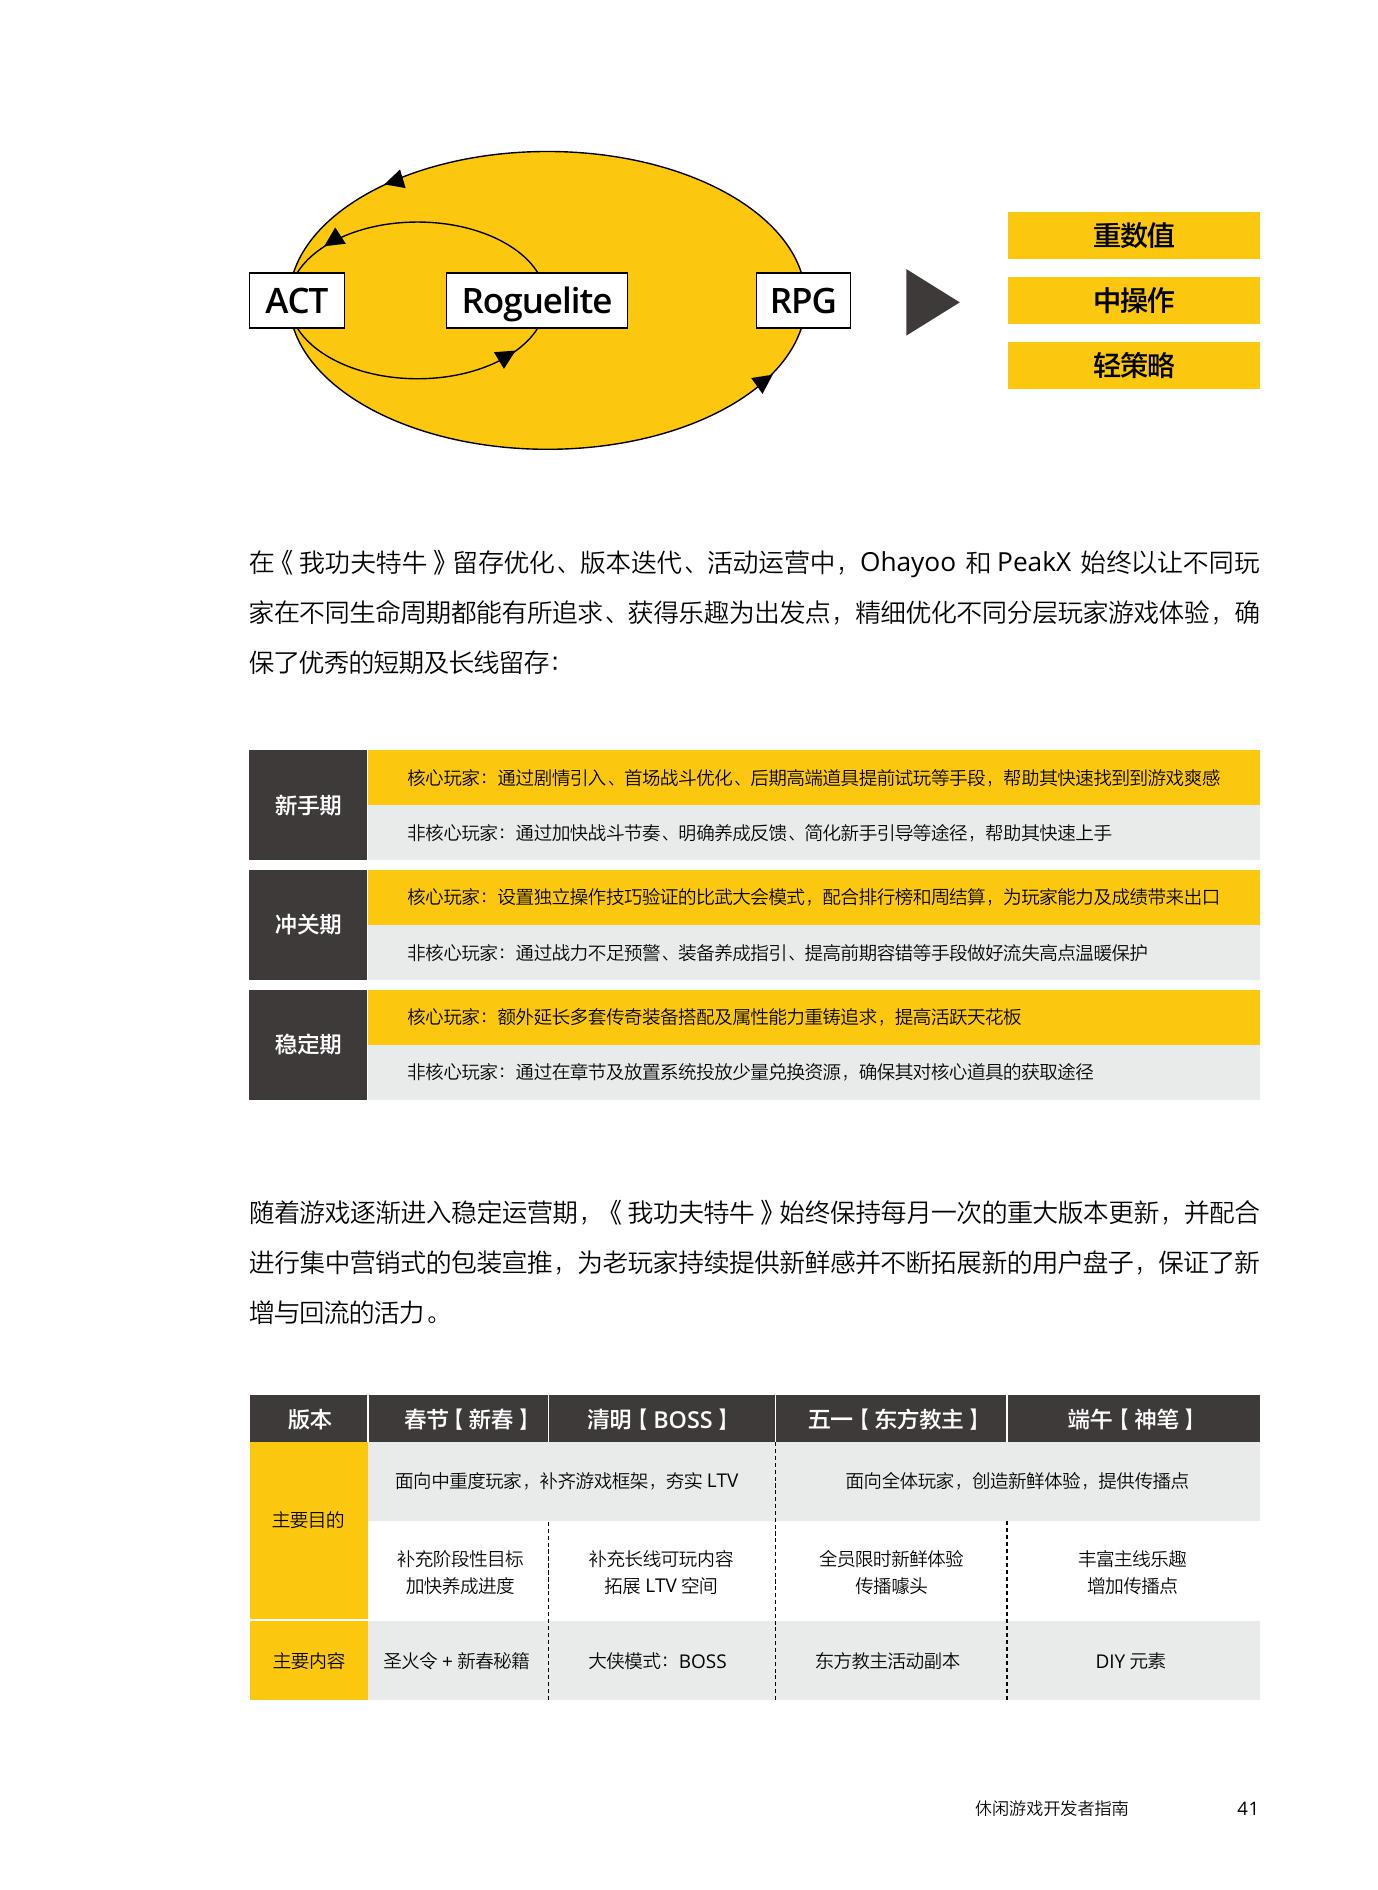 ACT
Roguelite
RPG
重数值
中操作
轻策略
在《我功夫特牛》留存优化、版本迭代、活动运营中，Ohayoo 和 PeakX 始终以让不同玩
家在不同生命周期都能有所追求、获得乐趣为出发点，精细优化不同分层玩家游戏体验，确
保了优秀的短期及长线留存：
新手期
核心玩家：通过剧情引入、首场战斗优化、后期高端道具提前试玩等手段，帮助其快速找到到游戏爽感
非核心玩家：通过加快战斗节奏、明确养成反馈、简化新手引导等途径，帮助其快速上手
冲关期
核心玩家：设置独立操作技巧验证的比武大会模式，配合排行榜和周结算，为玩家能力及成绩带来出口
非核心玩家：通过战力不足预警、装备养成指引、提高前期容错等手段做好流失高点温暖保护
稳定期
核心玩家：额外延长多套传奇装备搭配及属性能力重铸追求，提高活跃天花板
非核心玩家：通过在章节及放置系统投放少量兑换资源，确保其对核心道具的获取途径
随着游戏逐渐进入稳定运营期，《我功夫特牛》始终保持每月一次的重大版本更新，并配合
进行集中营销式的包装宣推，为老玩家持续提供新鲜感并不断拓展新的用户盘子，保证了新
增与回流的活力。
版本 春节【新春】 清明【BOSS】 五一【东方教主】 端午【神笔】
主要目的
面向中重度玩家，补齐游戏框架，夯实 LTV 面向全体玩家，创造新鲜体验，提供传播点
补充阶段性目标 补充长线可玩内容 全员限时新鲜体验 丰富主线乐趣
加快养成进度 拓展 LTV 空间 传播噱头 增加传播点
主要内容 圣火令 + 新春秘籍 大侠模式：BOSS 东方教主活动副本 DIY 元素
休闲游戏开发者指南 41